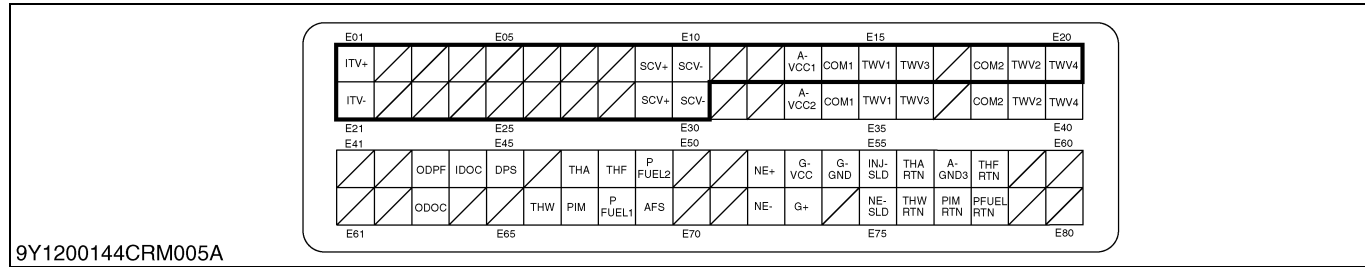 E01 E05 E10 E15 E20
ITV+ SCV+ SCV- A-VCC1 COM1 TWV1 TWV3 COM2 TWV2 TWV4
ITV- SCV+ SCV- A-VCC2 COM1 TWV1 TWV3 COM2 TWV2 TWV4
E21 E25 E30 E35 E40
E41 E45 E50 E55 E60
ODPF IDOC DPS THA THF P FUEL2 NE+ G-VCC G-GND INJ-SLD THA RTN A-GND3 THF RTN
ODOC THW PIM P FUEL1 AFS NE- G+ NE-SLD THW RTN PIM RTN PFUEL RTN
E61 E65 E70 E75 E80
9Y1200144CRM005A